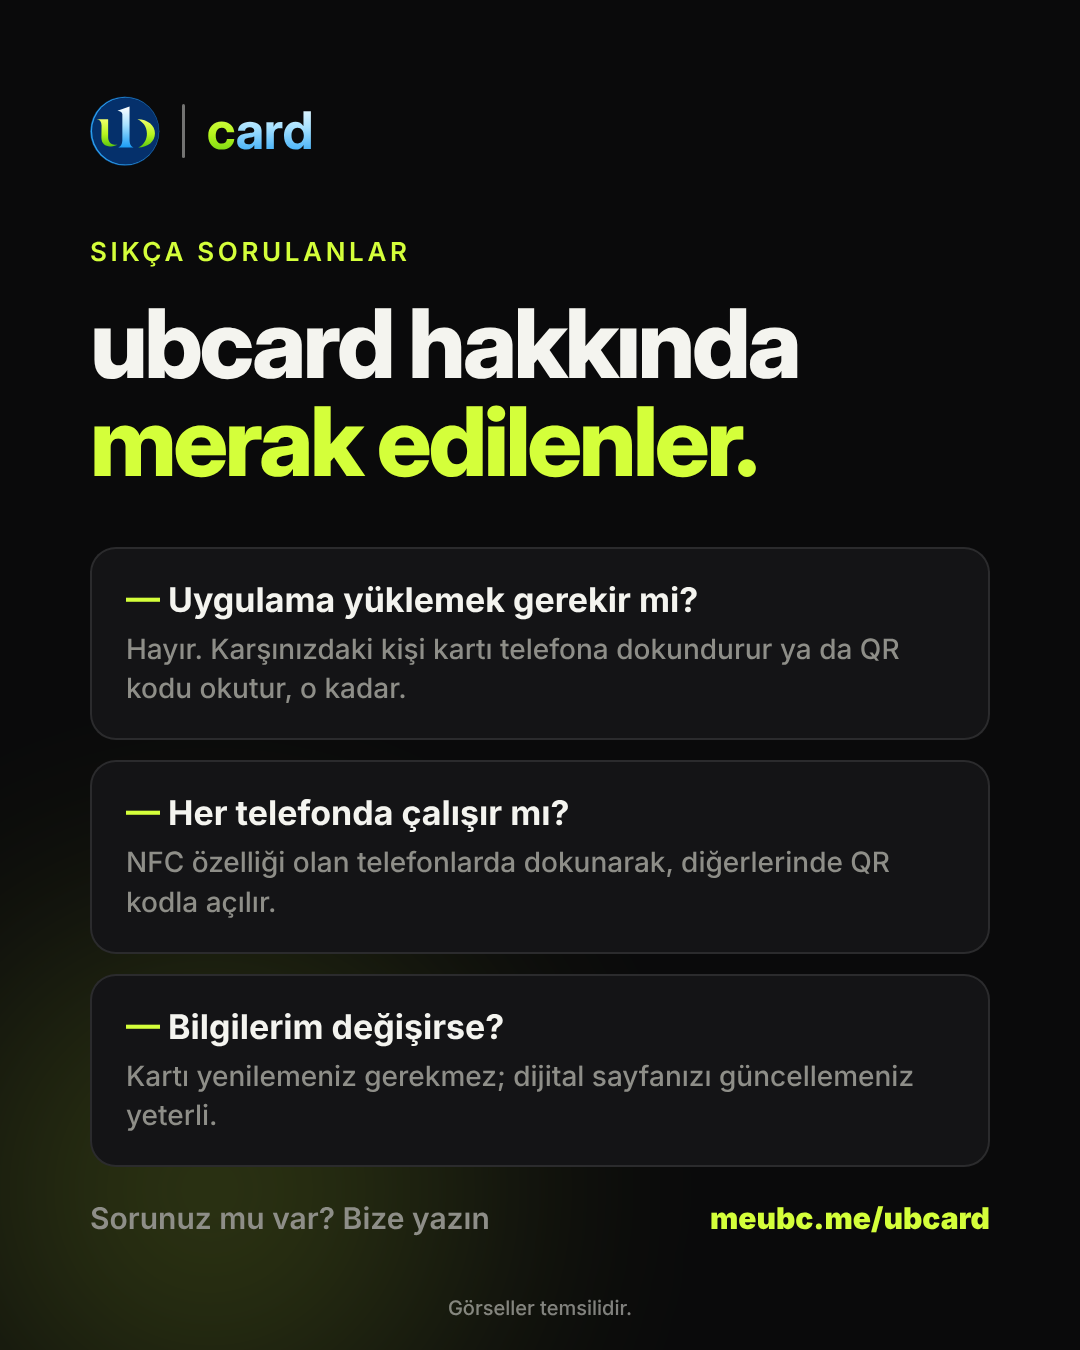 ub | card
SIKÇA SORULANLAR
ubcard hakkında
merak edilenler.
— Uygulama yüklemek gerekir mi?
Hayır. Karşınızdaki kişi kartı telefona dokundurur ya da QR
kodu okutur, o kadar.
— Her telefonda çalışır mı?
NFC özelliği olan telefonlarda dokunarak, diğerlerinde QR
kodla açılır.
— Bilgilerim değişirse?
Kartı yenilemeniz gerekmez; dijital sayfanızı güncellemeniz
yeterli.
Sorunuz mu var? Bize yazın
meubc.me/ubcard
Görseller temsilidir.